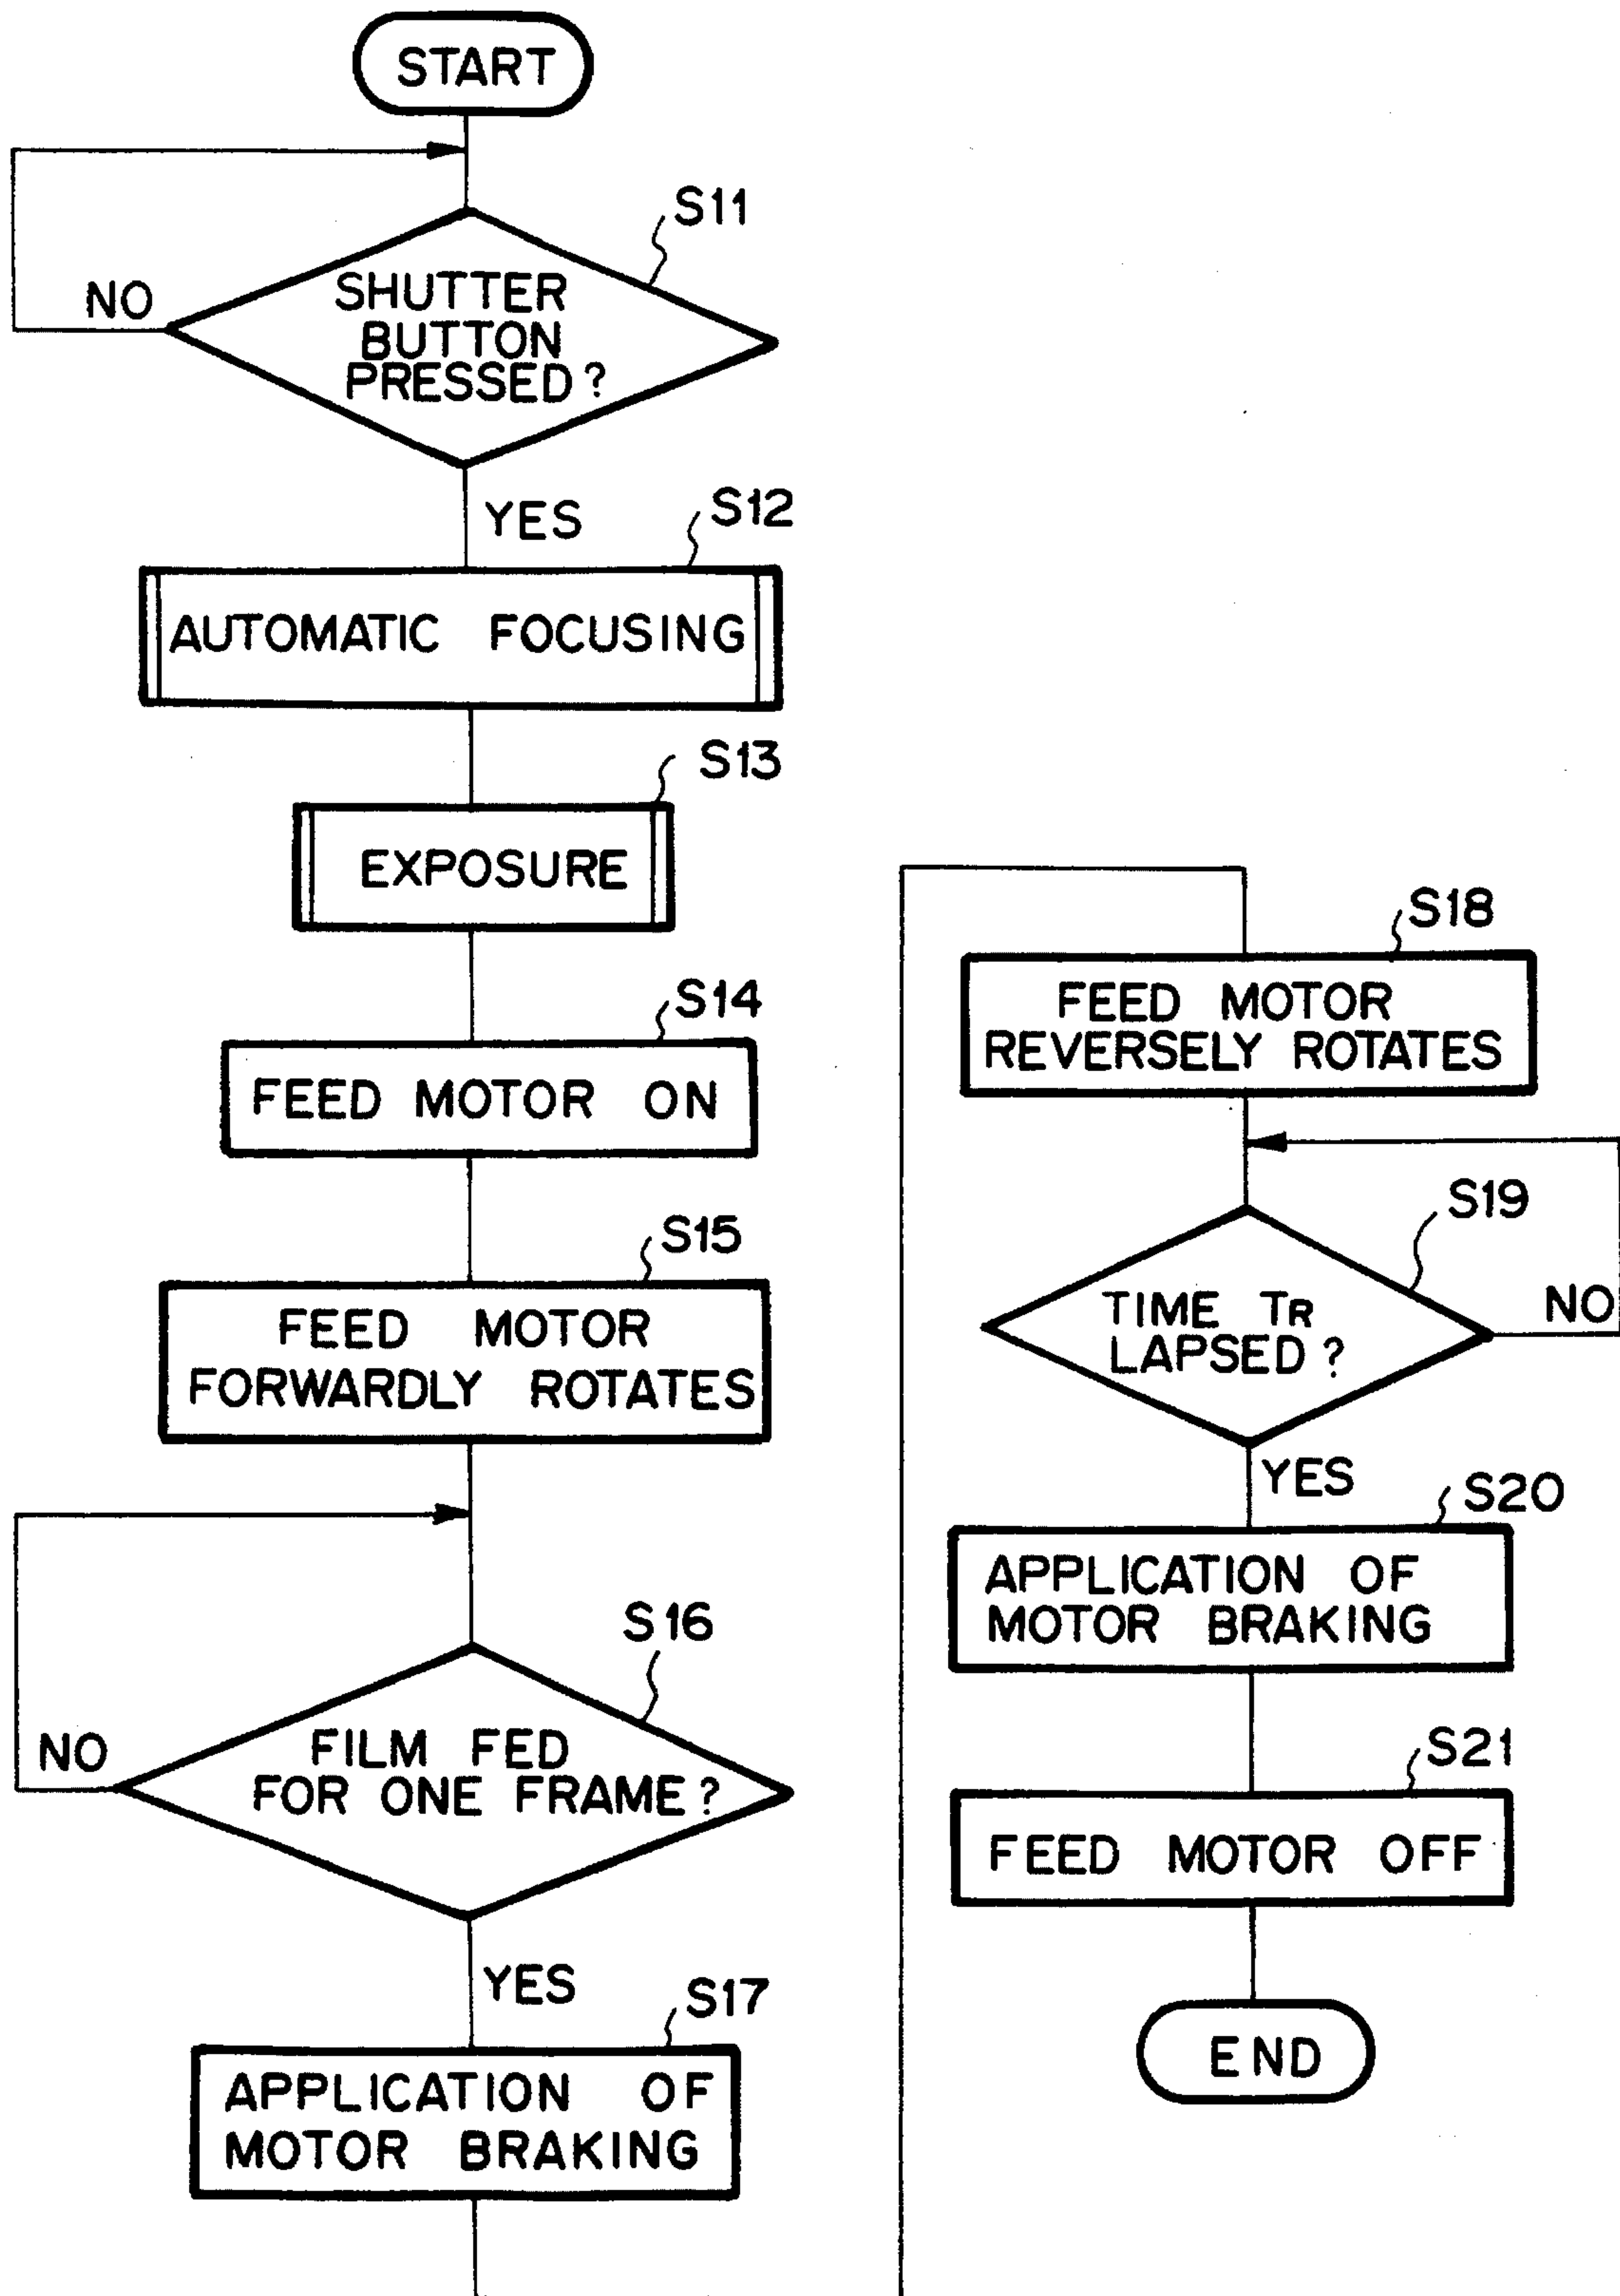 START
S11
SHUTTER
BUTTON
PRESSED?
NO
YES
S12
AUTOMATIC FOCUSING
S13
EXPOSURE
S14
FEED MOTOR ON
S15
FEED MOTOR
FORWARDLY ROTATES
S16
FILM FED
FOR ONE FRAME?
NO
YES
S17
APPLICATION OF
MOTOR BRAKING
S18
FEED MOTOR
REVERSELY ROTATES
S19
TIME TR
LAPSED?
NO
YES
S20
APPLICATION OF
MOTOR BRAKING
S21
FEED MOTOR OFF
END